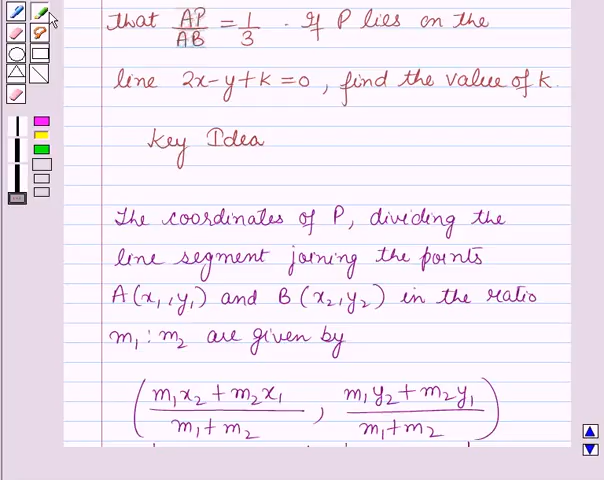 that AP/AB = 1/3 . If P lies on the
line 2x-y+k=0, find the value of k.
Key Idea
The coordinates of P, dividing the
line segment joining the points
A(x₁,y₁) and B(x₂,y₂) in the ratio
m₁:m₂ are given by
((m₁x₂+m₂x₁)/(m₁+m₂), (m₁y₂+m₂y₁)/(m₁+m₂))